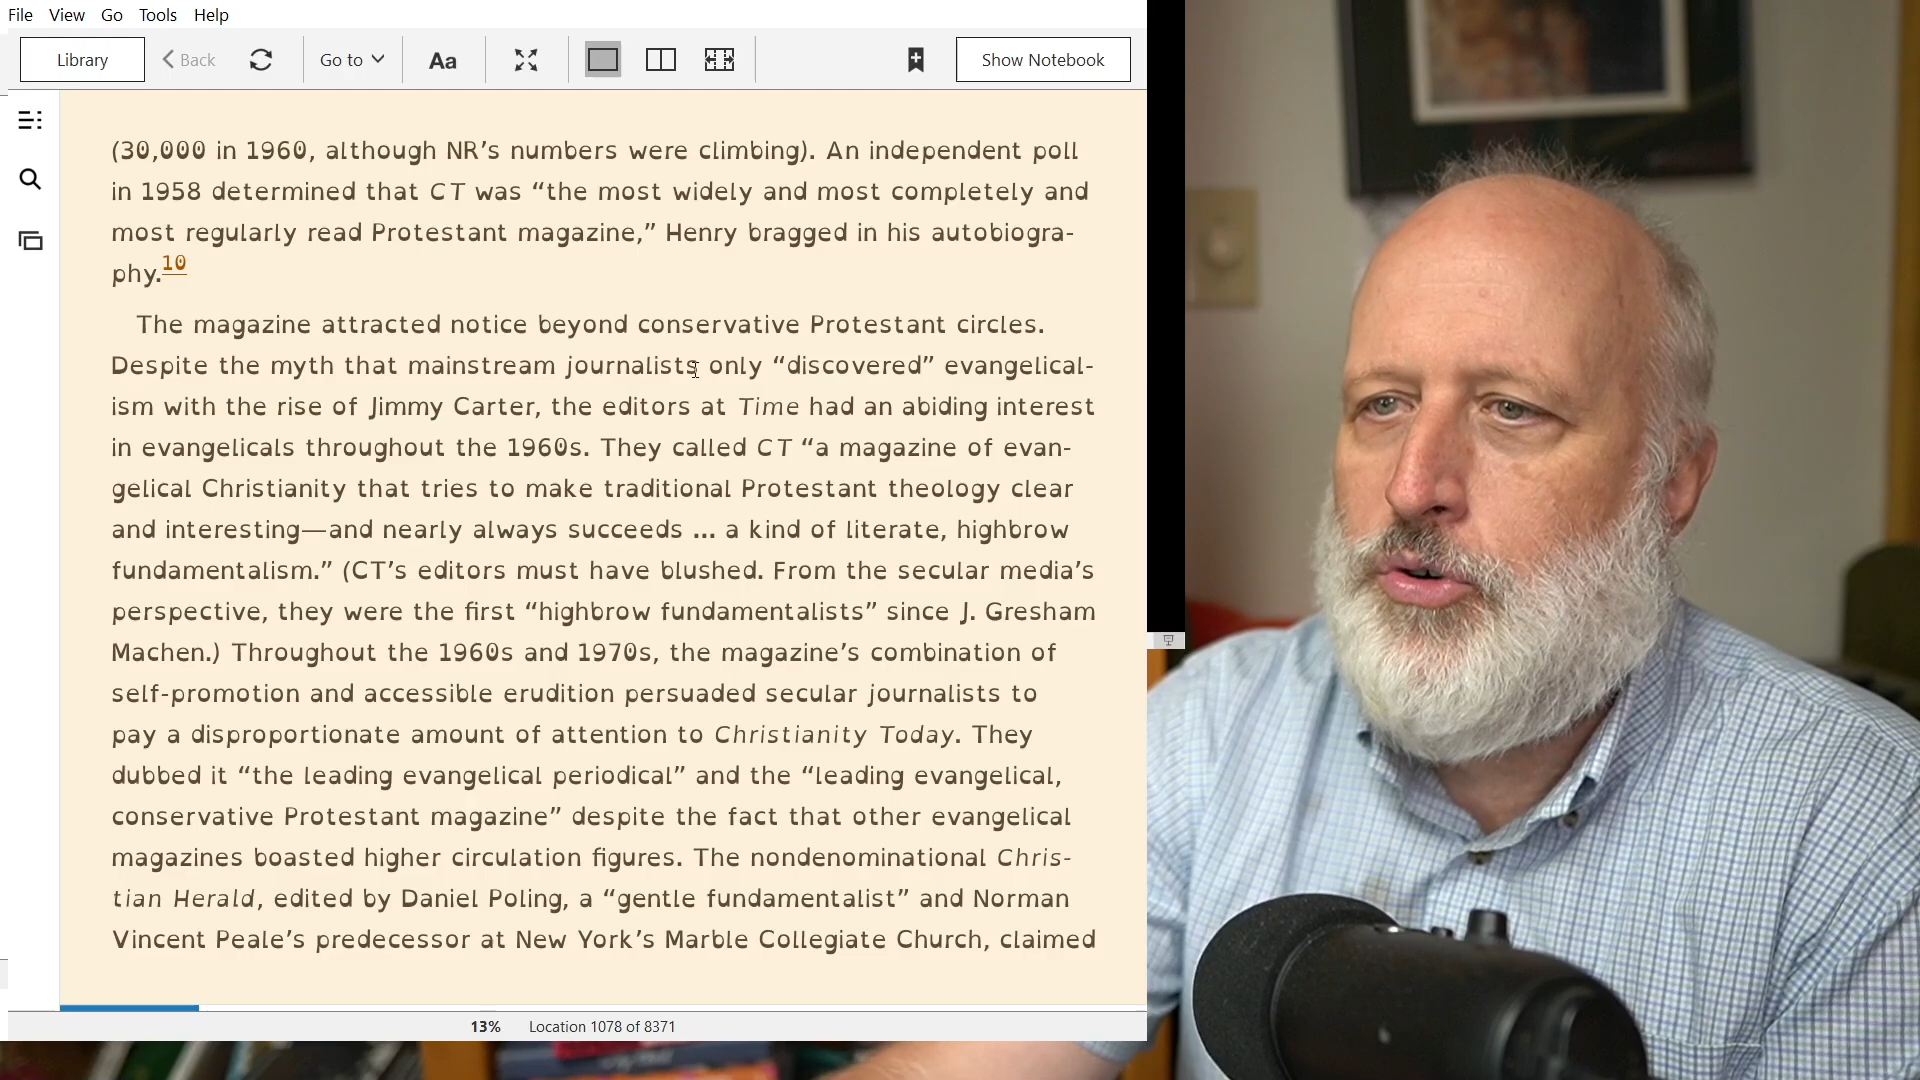 File View Go Tools Help
Library Back Go to Aa Show Notebook
(30,000 in 1960, although NR’s numbers were climbing). An independent poll
in 1958 determined that CT was “the most widely and most completely and
most regularly read Protestant magazine,” Henry bragged in his autobiogra-
phy.10
The magazine attracted notice beyond conservative Protestant circles.
Despite the myth that mainstream journalists only “discovered” evangelical-
ism with the rise of Jimmy Carter, the editors at Time had an abiding interest
in evangelicals throughout the 1960s. They called CT “a magazine of evan-
gelical Christianity that tries to make traditional Protestant theology clear
and interesting—and nearly always succeeds ... a kind of literate, highbrow
fundamentalism.” (CT’s editors must have blushed. From the secular media’s
perspective, they were the first “highbrow fundamentalists” since J. Gresham
Machen.) Throughout the 1960s and 1970s, the magazine’s combination of
self-promotion and accessible erudition persuaded secular journalists to
pay a disproportionate amount of attention to Christianity Today. They
dubbed it “the leading evangelical periodical” and the “leading evangelical,
conservative Protestant magazine” despite the fact that other evangelical
magazines boasted higher circulation figures. The nondenominational Chris-
tian Herald, edited by Daniel Poling, a “gentle fundamentalist” and Norman
Vincent Peale’s predecessor at New York’s Marble Collegiate Church, claimed
13% Location 1078 of 8371